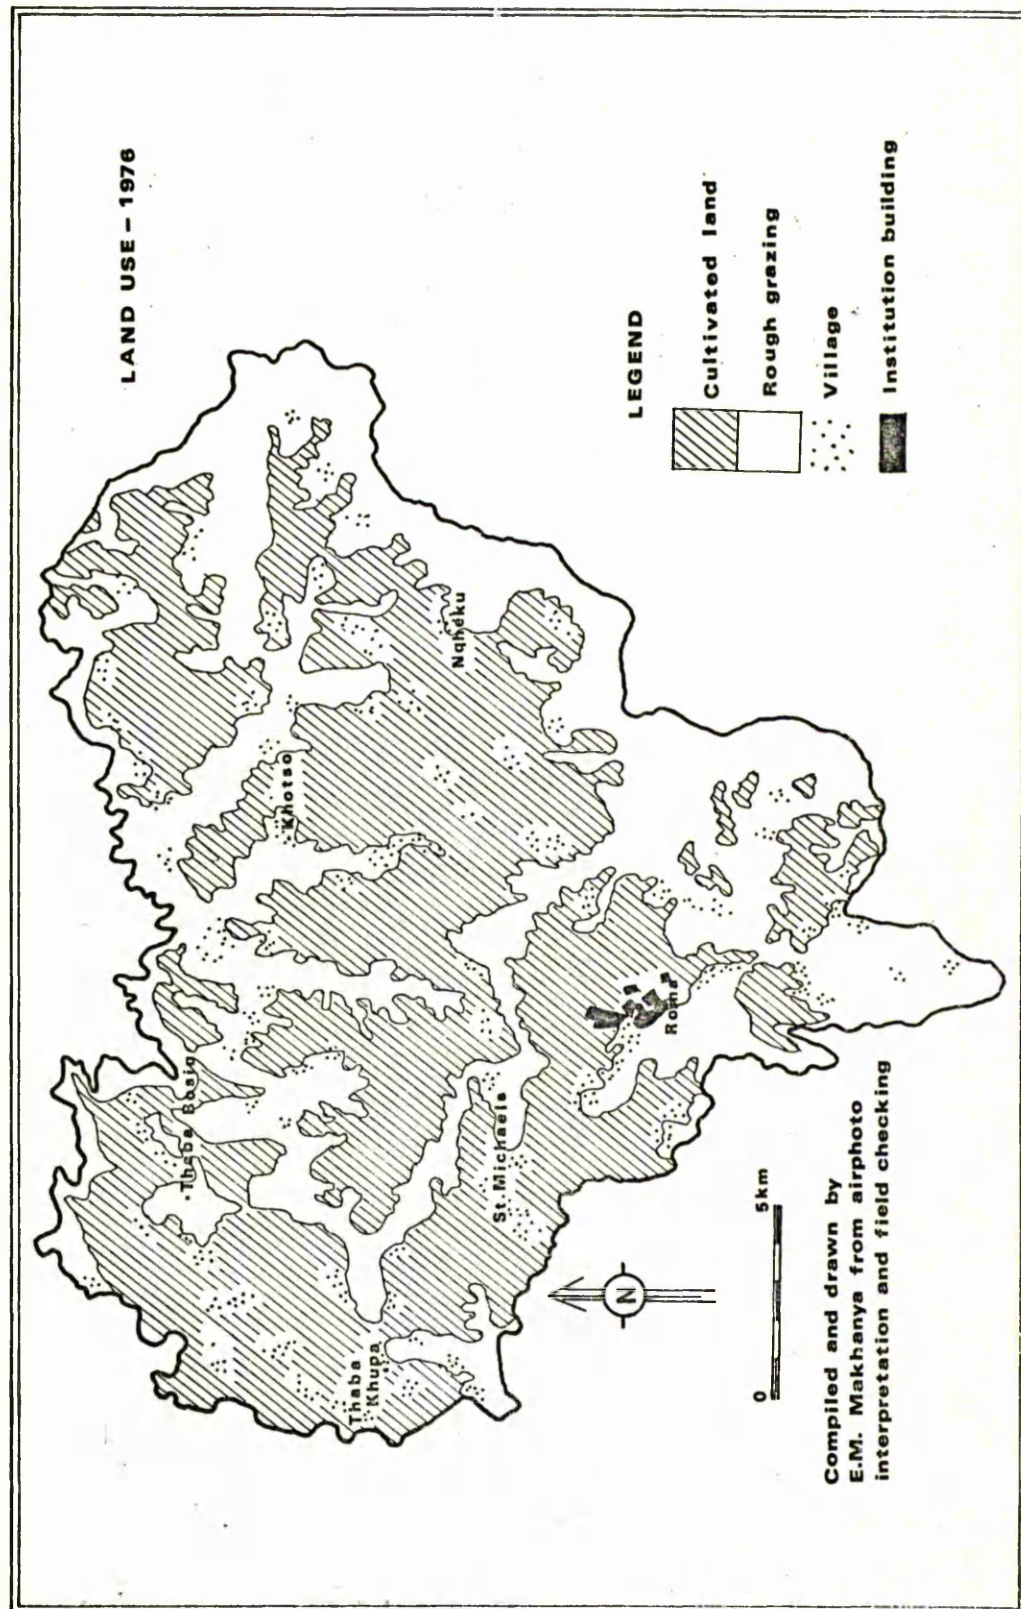 LAND USE – 1976
Thaba Bosig
Khotso
Nqheku
Thaba
Khupa
St. Michaels
Roma
N
0 5km
LEGEND
Cultivated land
Rough grazing
Village
Institution building
Compiled and drawn by
E.M. Makhanya from airphoto
interpretation and field checking